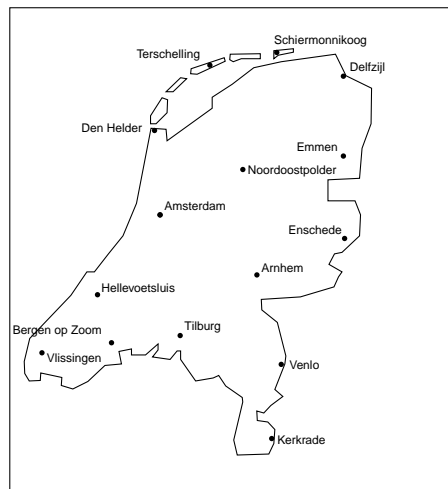 Schiermonnikoog
Terschelling
Delfzijl
Den Helder
Emmen
Noordoostpolder
Amsterdam
Enschede
Arnhem
Hellevoetsluis
Bergen op Zoom
Tilburg
Vlissingen
Venlo
Kerkrade